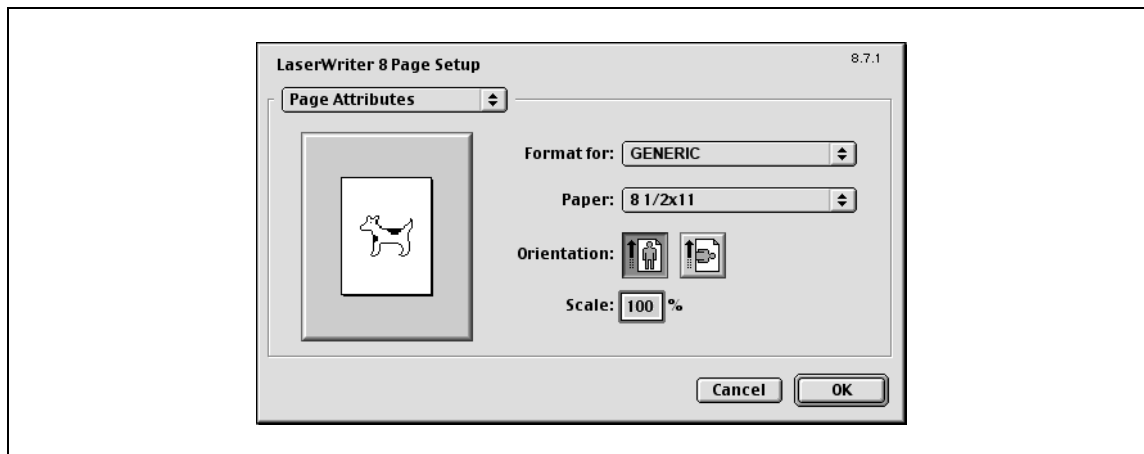 LaserWriter 8 Page Setup 8.7.1
Page Attributes
Format for: GENERIC
Paper: 8 1/2x11
Orientation:
Scale: 100 %
Cancel OK